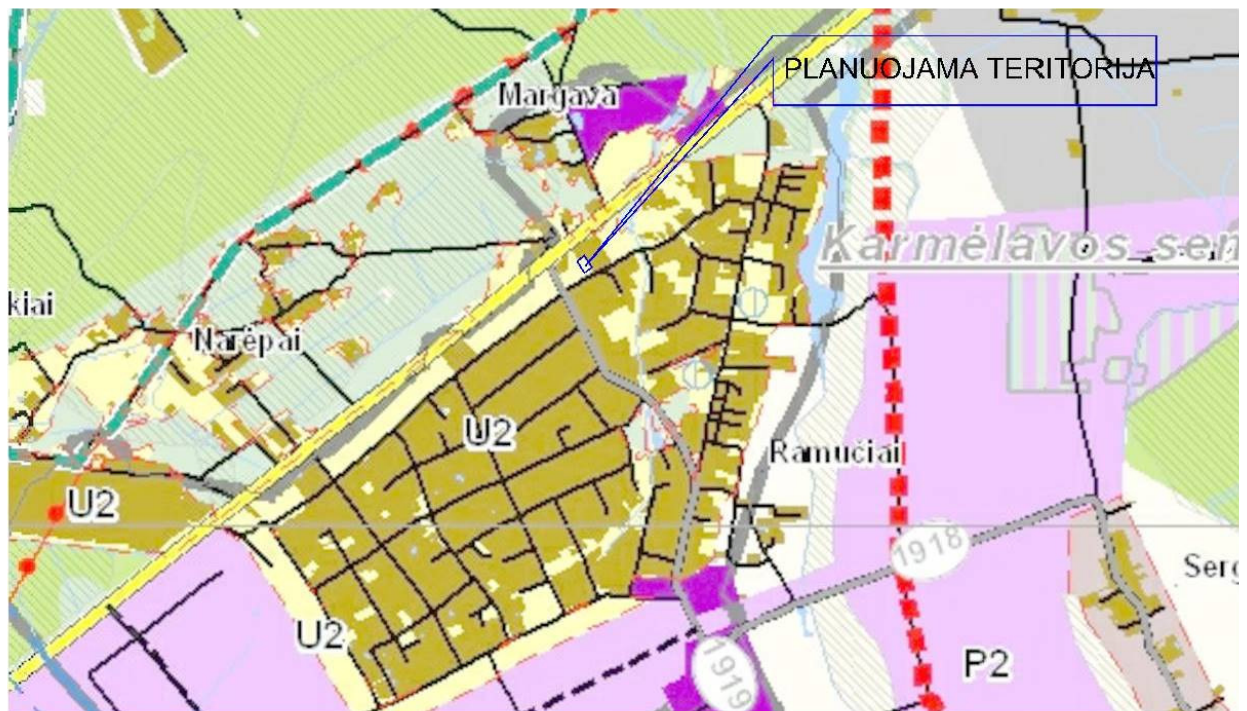 PLANUOJAMA TERITORIJA
Margava
Karmėlavos sen
kiai
Narėpai
U2
Ramučiai
U2
1918
Serg
U2
P2
1919